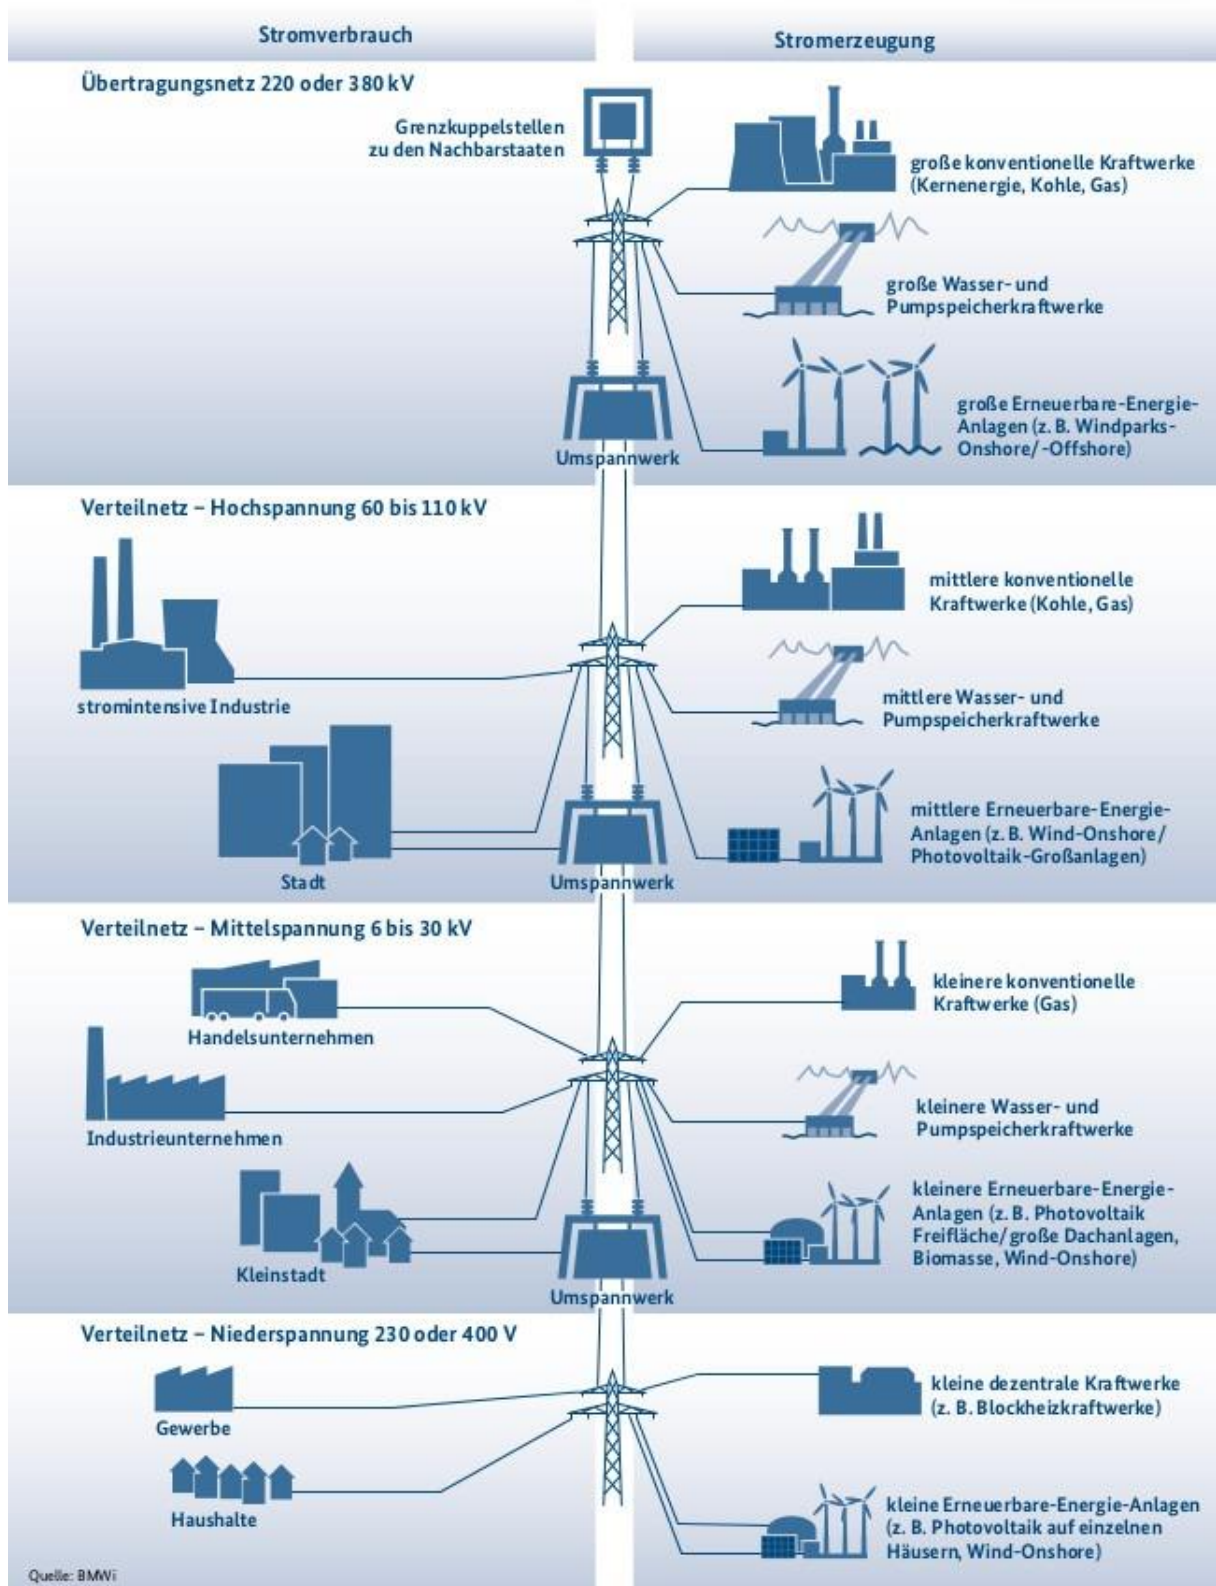 Stromverbrauch
Stromerzeugung
Übertragungsnetz 220 oder 380 kV
Grenzkuppelstellen
zu den Nachbarstaaten
große konventionelle Kraftwerke
(Kernenergie, Kohle, Gas)
große Wasser- und
Pumpspeicherkraftwerke
große Erneuerbare-Energie-
Anlagen (z. B. Windparks-
Onshore/-Offshore)
Umspannwerk
Verteilnetz – Hochspannung 60 bis 110 kV
stromintensive Industrie
Stadt
mittlere konventionelle
Kraftwerke (Kohle, Gas)
mittlere Wasser- und
Pumpspeicherkraftwerke
mittlere Erneuerbare-Energie-
Anlagen (z. B. Wind-Onshore/
Photovoltaik-Großanlagen)
Umspannwerk
Verteilnetz – Mittelspannung 6 bis 30 kV
Handelsunternehmen
Industrieunternehmen
Kleinstadt
kleinere konventionelle
Kraftwerke (Gas)
kleinere Wasser- und
Pumpspeicherkraftwerke
kleinere Erneuerbare-Energie-
Anlagen (z. B. Photovoltaik
Freifläche/große Dachanlagen,
Biomasse, Wind-Onshore)
Umspannwerk
Verteilnetz – Niederspannung 230 oder 400 V
Gewerbe
Haushalte
kleine dezentrale Kraftwerke
(z. B. Blockheizkraftwerke)
kleine Erneuerbare-Energie-Anlagen
(z. B. Photovoltaik auf einzelnen
Häusern, Wind-Onshore)
Quelle: BMWi